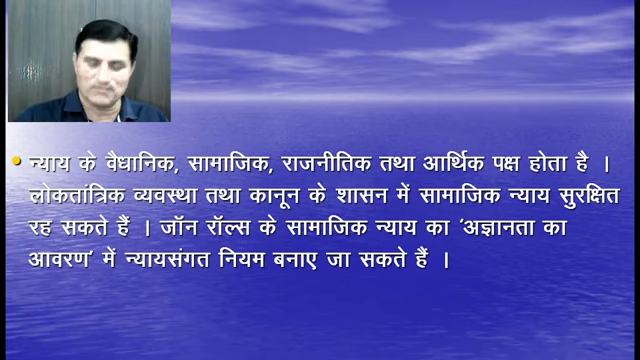 न्याय के वैधानिक, सामाजिक, राजनीतिक तथा आर्थिक पक्ष होता है ।
लोकतांत्रिक व्यवस्था तथा कानून के शासन में सामाजिक न्याय सुरक्षित
रह सकते हैं । जॉन रॉल्स के सामाजिक न्याय का ‘अज्ञानता का
आवरण’ में न्यायसंगत नियम बनाए जा सकते हैं ।